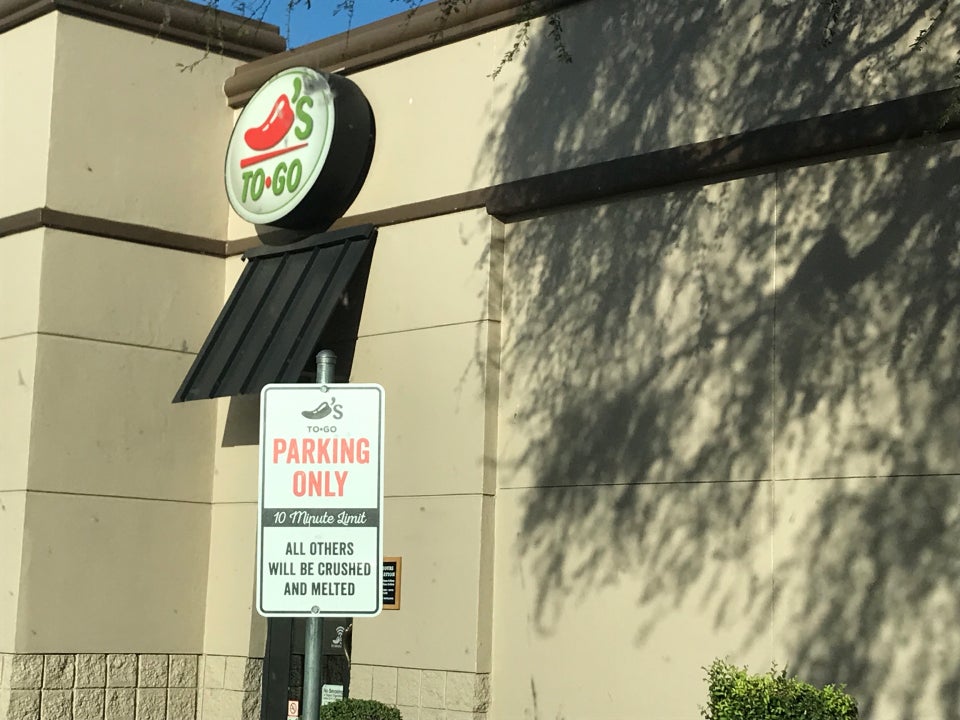 'S
TO•GO
'S
TO•GO
PARKING
ONLY
10 Minute Limit
ALL OTHERS
WILL BE CRUSHED
AND MELTED